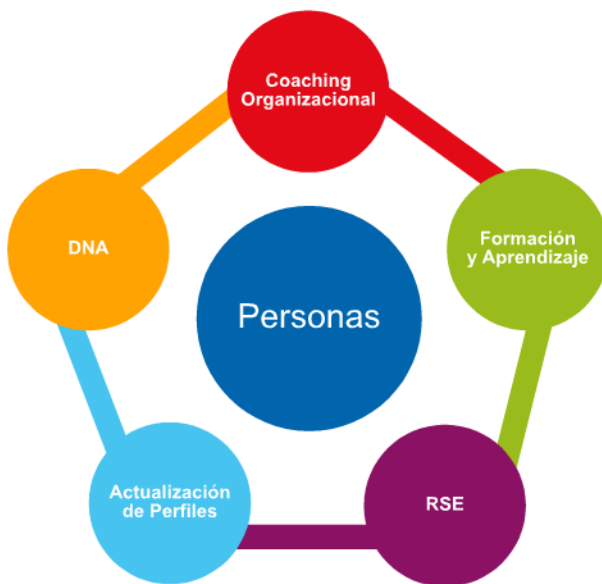 Coaching
Organizacional
DNA
Formación
y Aprendizaje
Personas
Actualización
de Perfiles
RSE